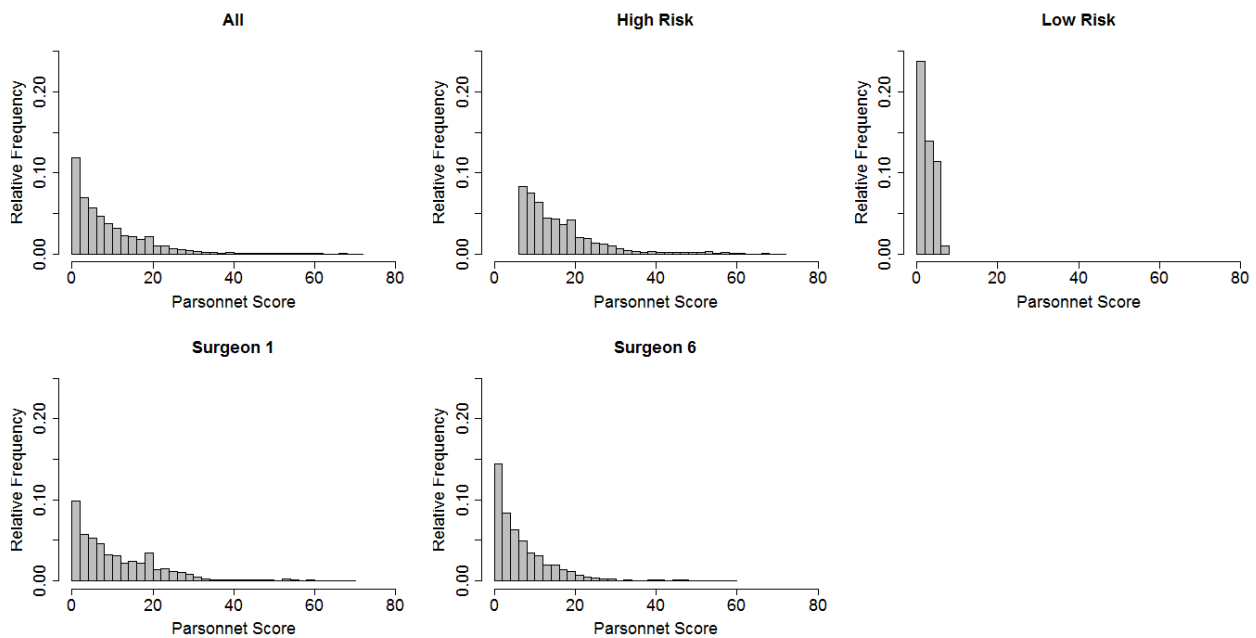 All
High Risk
Low Risk
Relative Frequency
0.00 0.10 0.20
0 20 40 60 80
Parsonnet Score
Relative Frequency
0.00 0.10 0.20
0 20 40 60 80
Parsonnet Score
Relative Frequency
0.00 0.10 0.20
0 20 40 60 80
Parsonnet Score
Surgeon 1
Surgeon 6
Relative Frequency
0.00 0.10 0.20
0 20 40 60 80
Parsonnet Score
Relative Frequency
0.00 0.10 0.20
0 20 40 60 80
Parsonnet Score